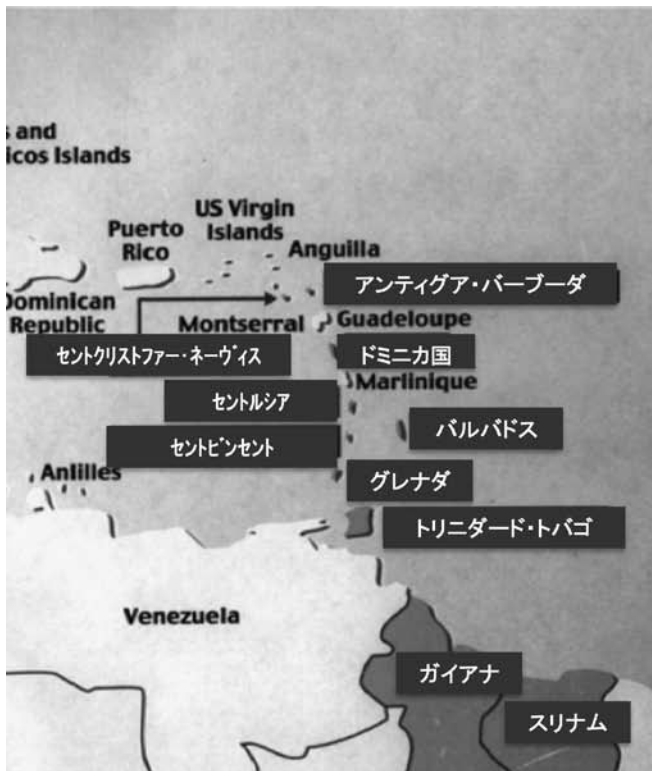 s and
icos Islands
US Virgin
Islands
Puerto
Rico
Anguilla
アンティグア・バーブーダ
Dominican
Republic
Montserral
Guadeloupe
セントクリストファー・ネーヴィス
ドミニカ国
Marlinique
セントルシア
バルバドス
セントビンセント
Anlilles
グレナダ
トリニダード・トバゴ
Venezuela
ガイアナ
スリナム